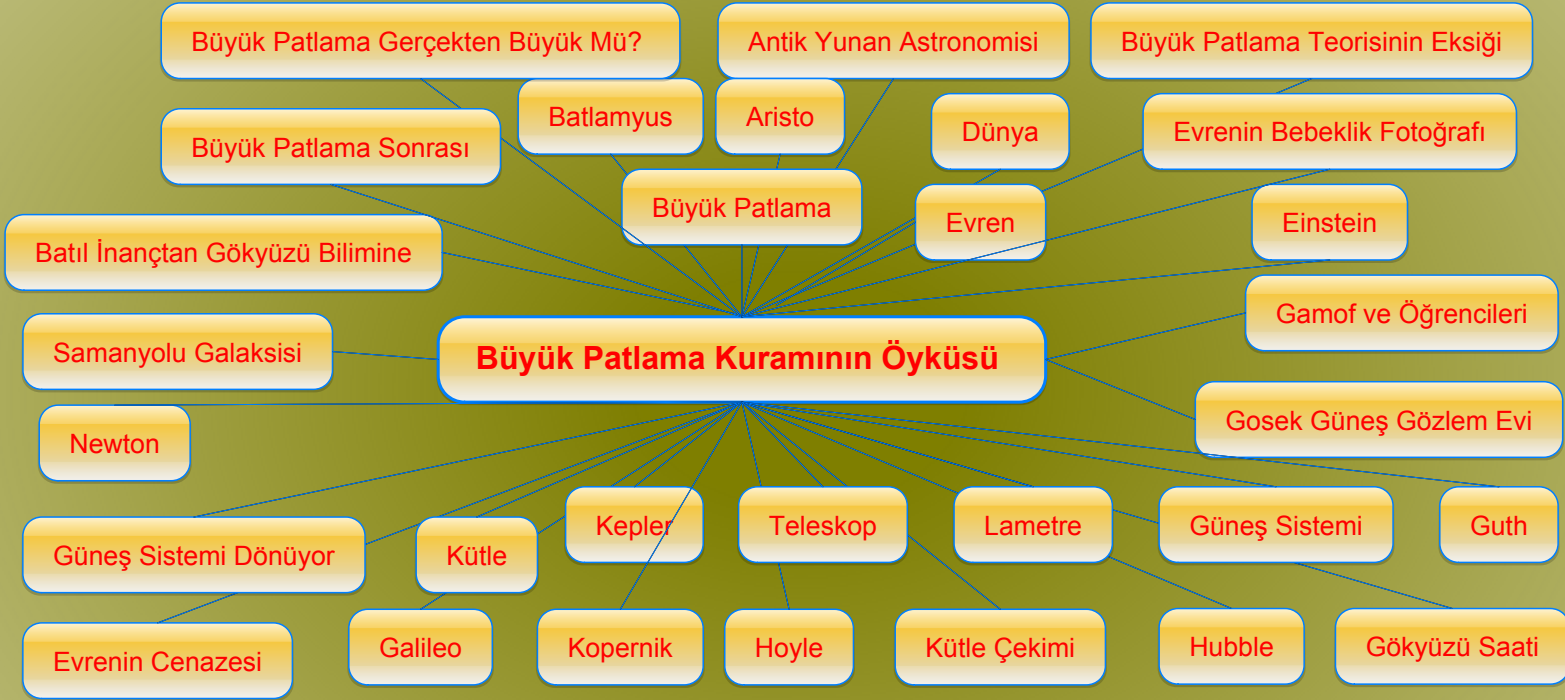 Büyük Patlama Gerçekten Büyük Mü?
Antik Yunan Astronomisi
Büyük Patlama Teorisinin Eksiği
Batlamyus
Aristo
Dünya
Evrenin Bebeklik Fotoğrafı
Büyük Patlama Sonrası
Büyük Patlama
Evren
Einstein
Batıl İnançtan Gökyüzü Bilimine
Gamof ve Öğrencileri
Samanyolu Galaksisi
Büyük Patlama Kuramının Öyküsü
Newton
Gosek Güneş Gözlem Evi
Güneş Sistemi Dönüyor
Kütle
Kepler
Teleskop
Lametre
Güneş Sistemi
Guth
Evrenin Cenazesi
Galileo
Kopernik
Hoyle
Kütle Çekimi
Hubble
Gökyüzü Saati